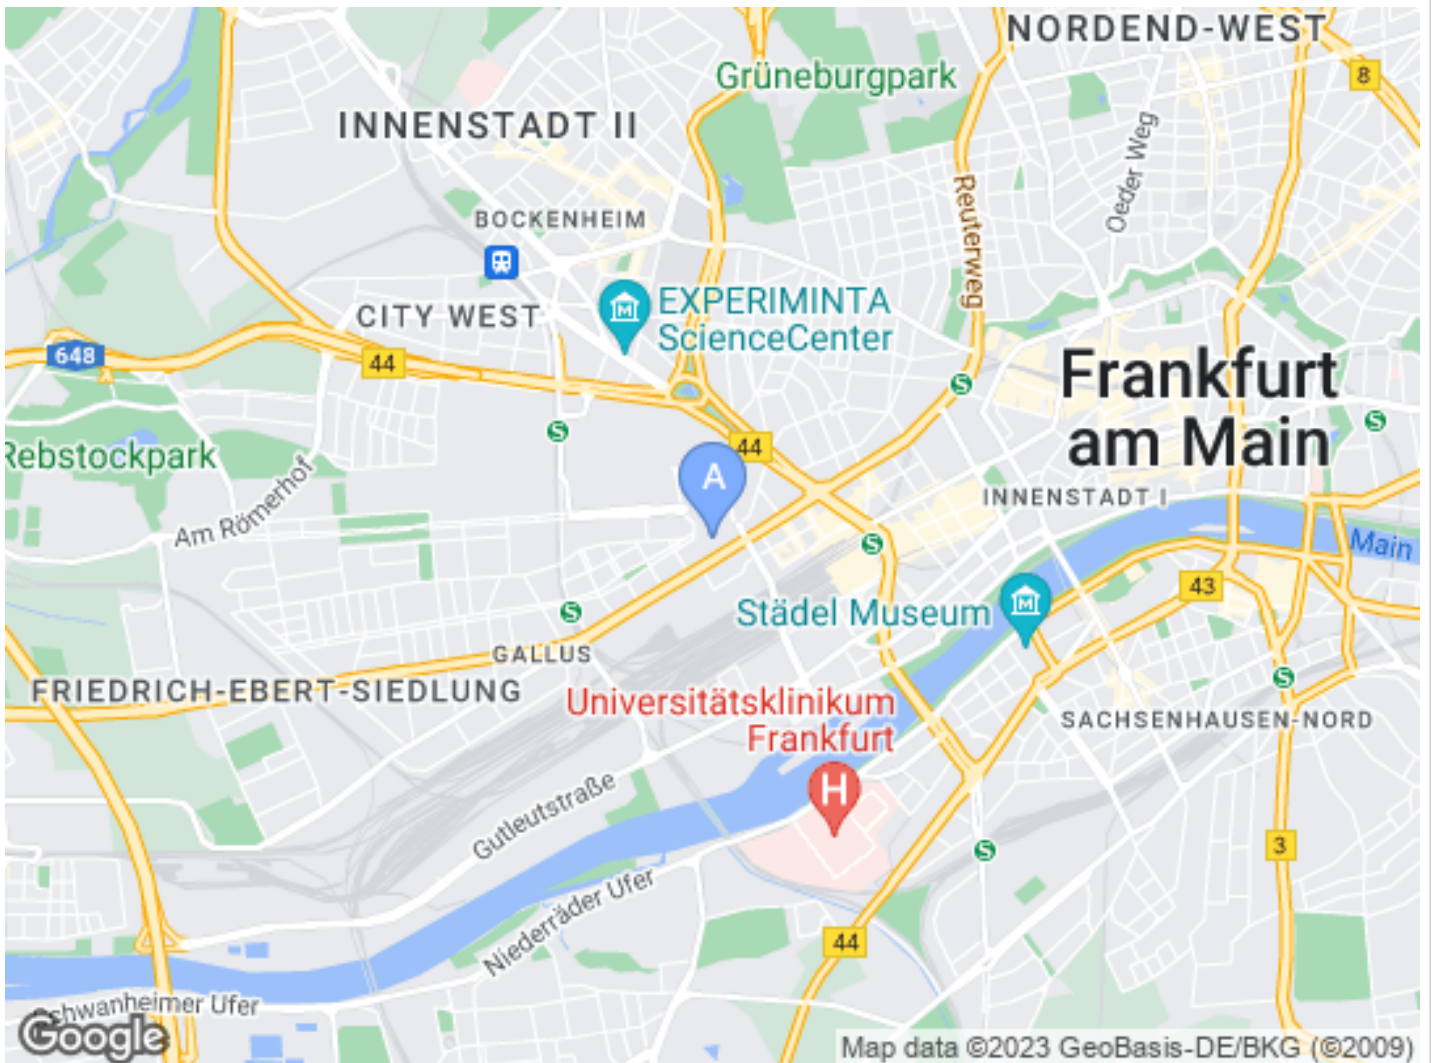 NORDEND-WEST
Grüneburgpark
8
INNENSTADT II
Oeder Weg
Reuterweg
BOCKENHEIM
EXPERIMINTA
ScienceCenter
CITY WEST
648
44
Frankfurt
am Main
S
S
S
Rebstockpark
44
A
INNENSTADT I
Am Römerhof
Main
S
43
Städel Museum
S
GALLUS
S
FRIEDRICH-EBERT-SIEDLUNG
Universitätsklinikum
Frankfurt
SACHSENHAUSEN-NORD
H
Gutleutstraße
S
3
Niederräder Ufer
44
Schwanheimer Ufer
Google
Map data ©2023 GeoBasis-DE/BKG (©2009)